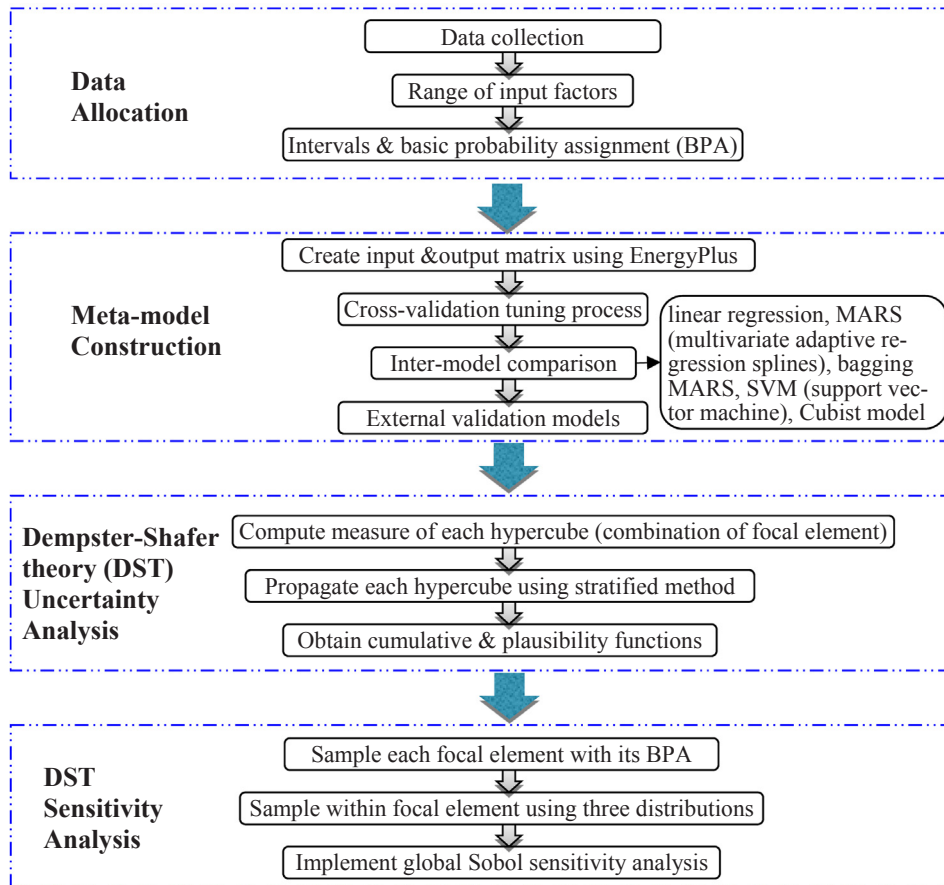 Data
Allocation
Data collection
Range of input factors
Intervals & basic probability assignment (BPA)
Meta-model
Construction
Create input &output matrix using EnergyPlus
Cross-validation tuning process
Inter-model comparison
External validation models
linear regression, MARS
(multivariate adaptive re-
gression splines), bagging
MARS, SVM (support vec-
tor machine), Cubist model
Dempster-Shafer
theory (DST)
Uncertainty
Analysis
Compute measure of each hypercube (combination of focal element)
Propagate each hypercube using stratified method
Obtain cumulative & plausibility functions
DST
Sensitivity
Analysis
Sample each focal element with its BPA
Sample within focal element using three distributions
Implement global Sobol sensitivity analysis